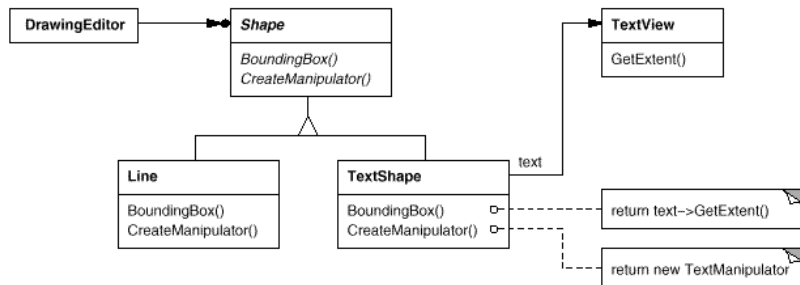 DrawingEditor
Shape
BoundingBox()
CreateManipulator()
TextView
GetExtent()
Line
BoundingBox()
CreateManipulator()
TextShape
BoundingBox()
CreateManipulator()
text
return text->GetExtent()
return new TextManipulator